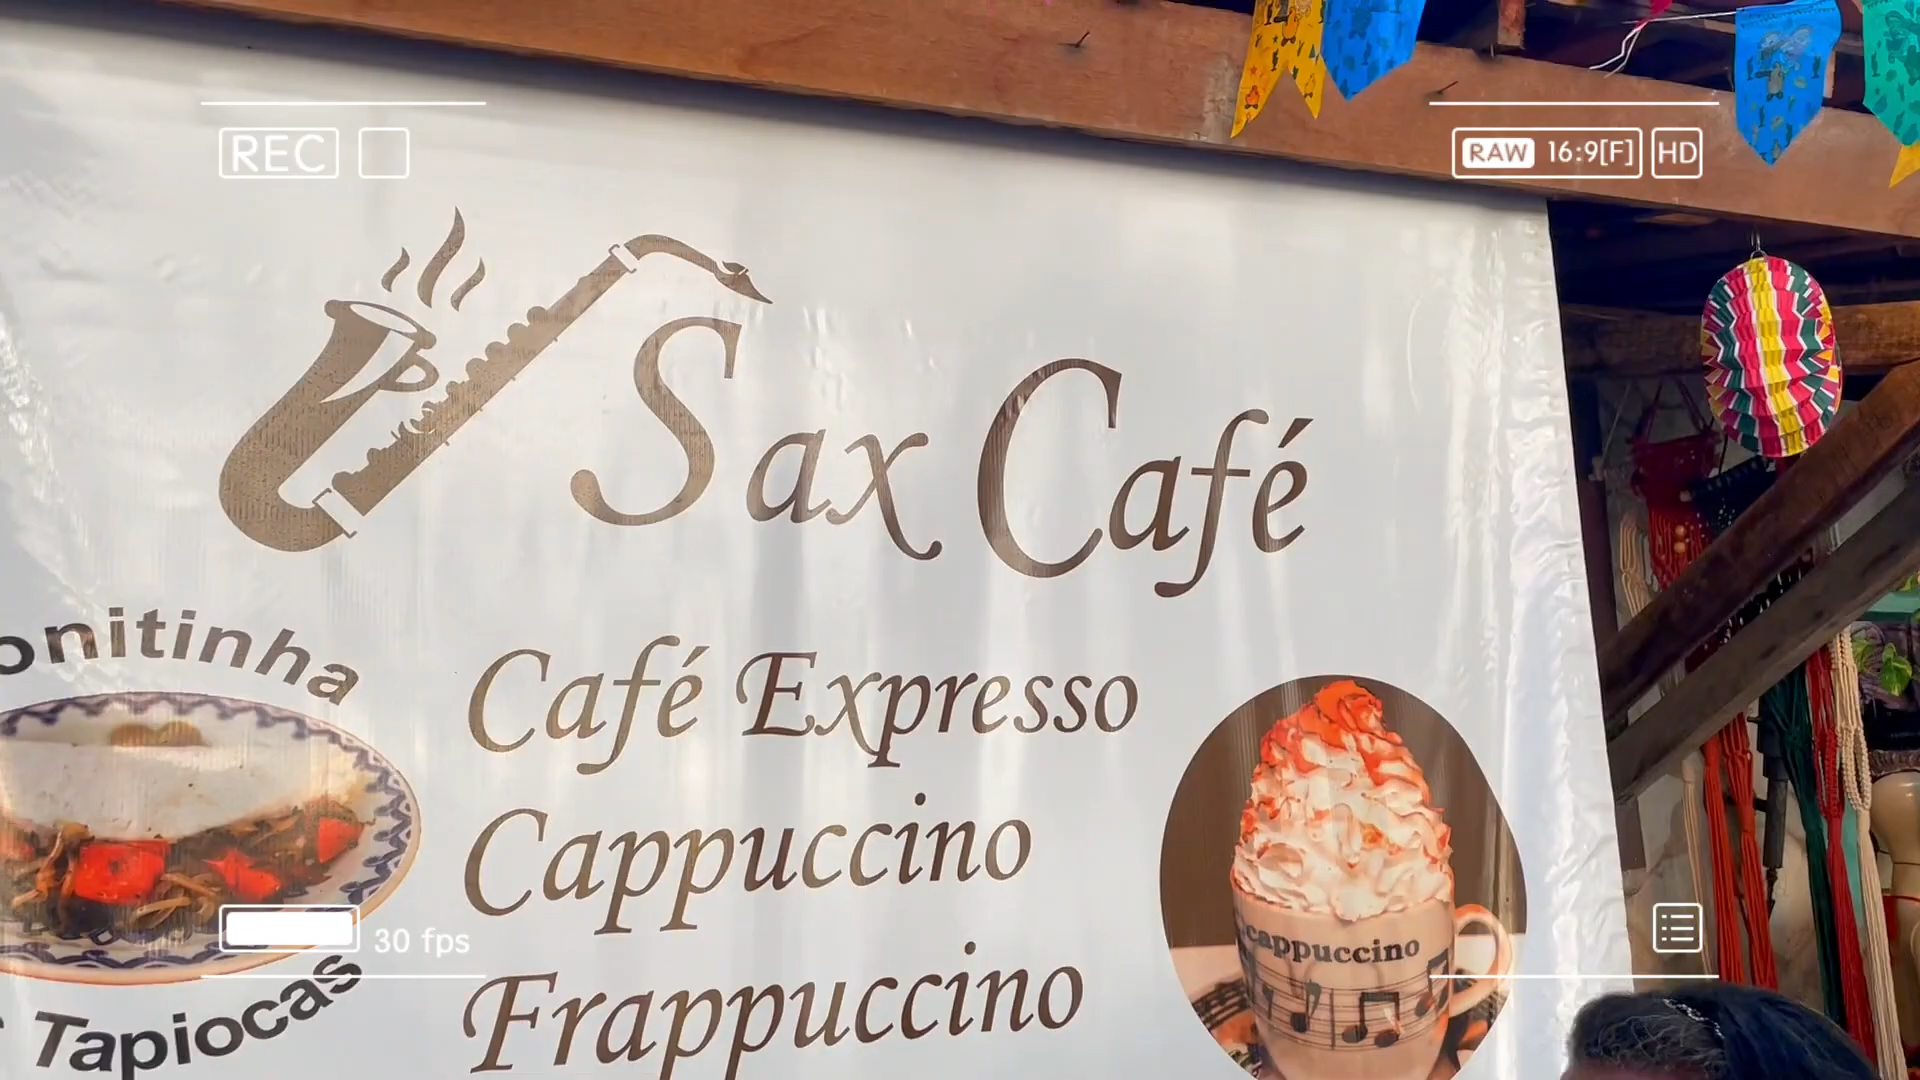 REC
RAW 16:9[F] HD
Sax Café
onitinha
Café Expresso
Cappuccino
cappuccino
30 fps
Frappuccino
Tapiocas